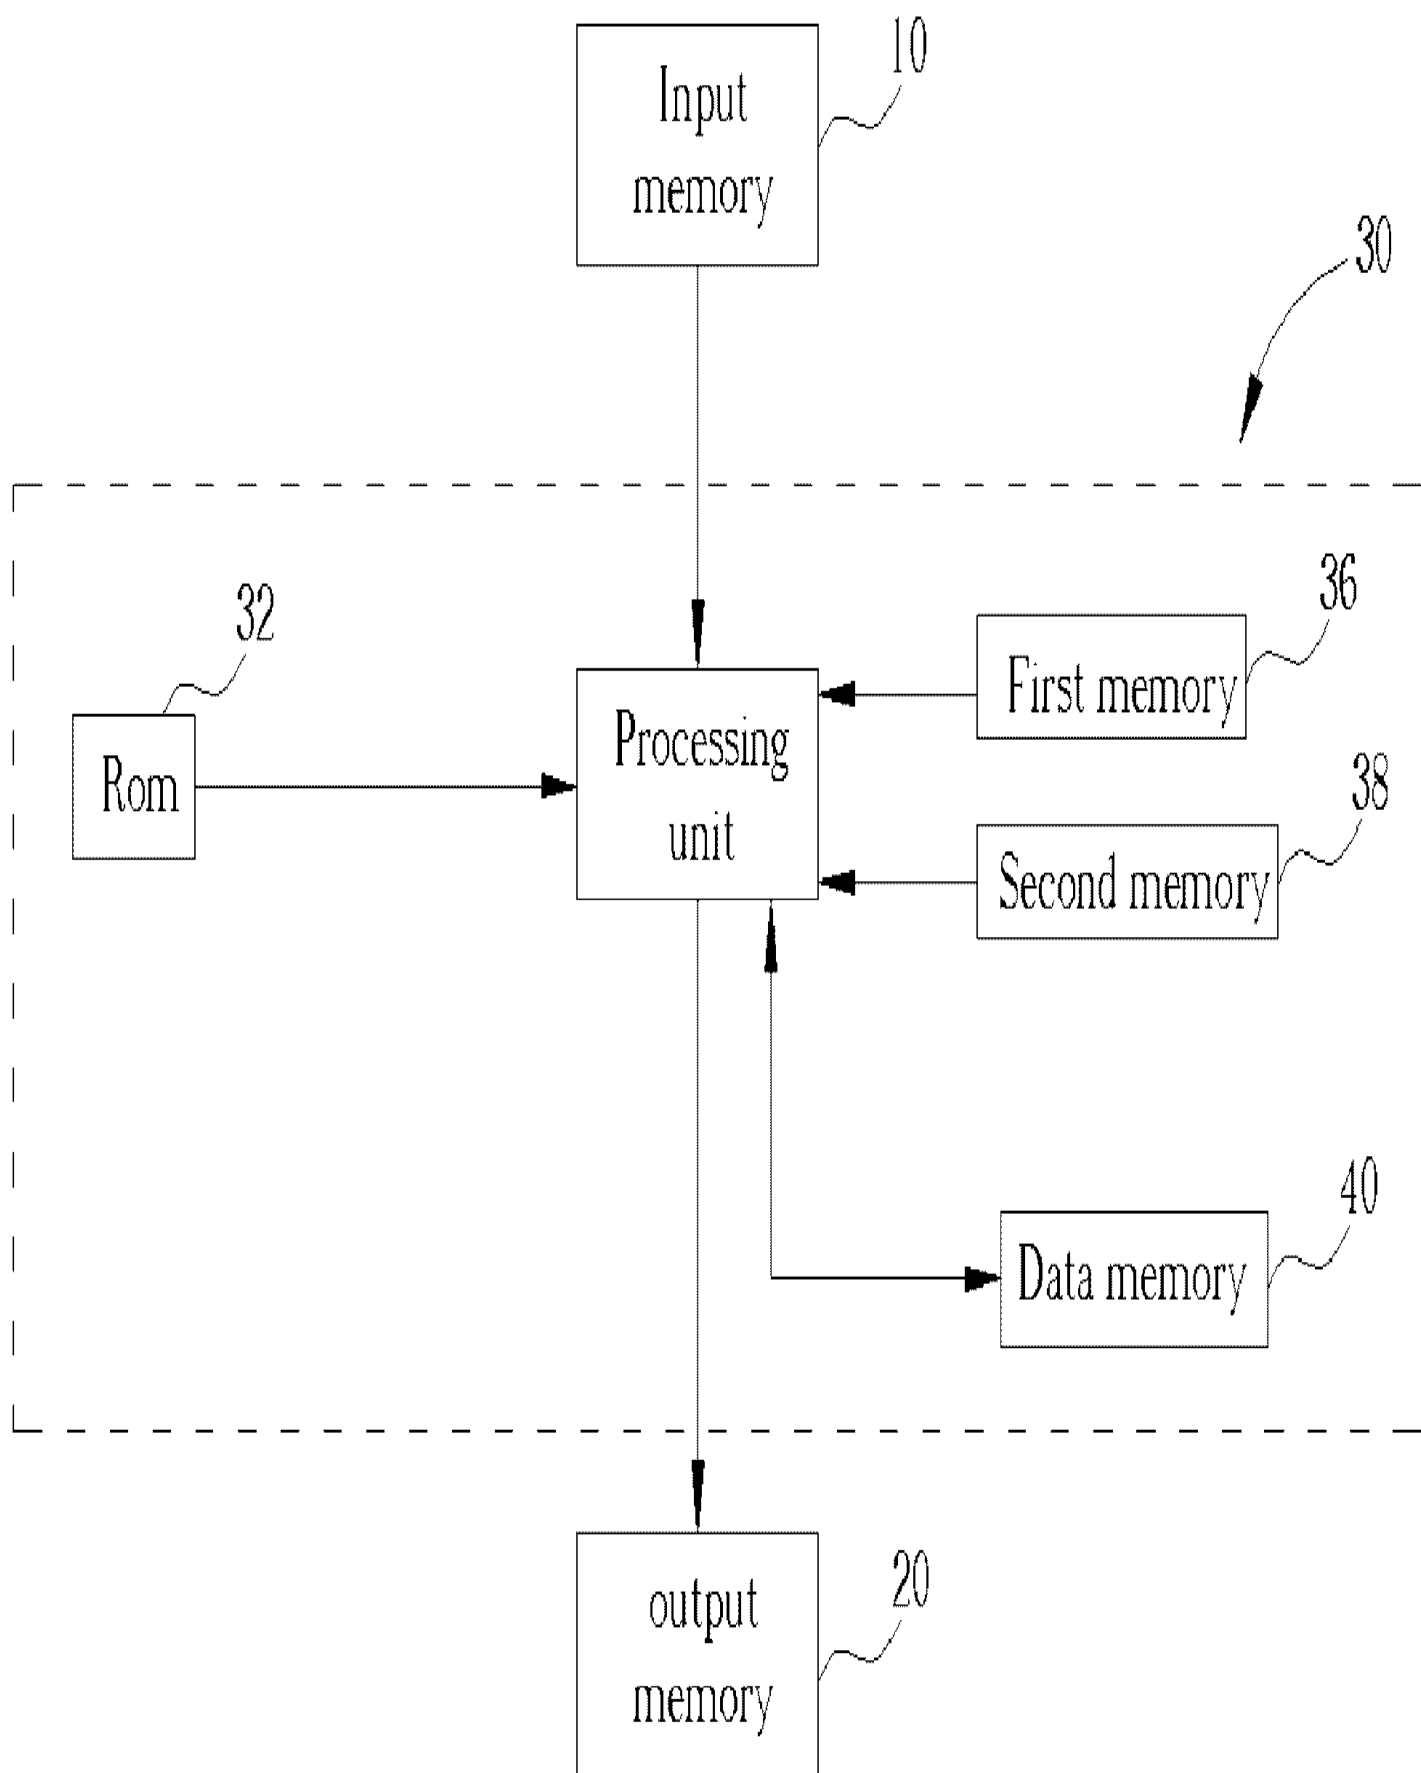 10
Input
memory
30
36
32
First memory
Processing
Rom
38
unit
Second memory
40
Data memory
20
output
memory